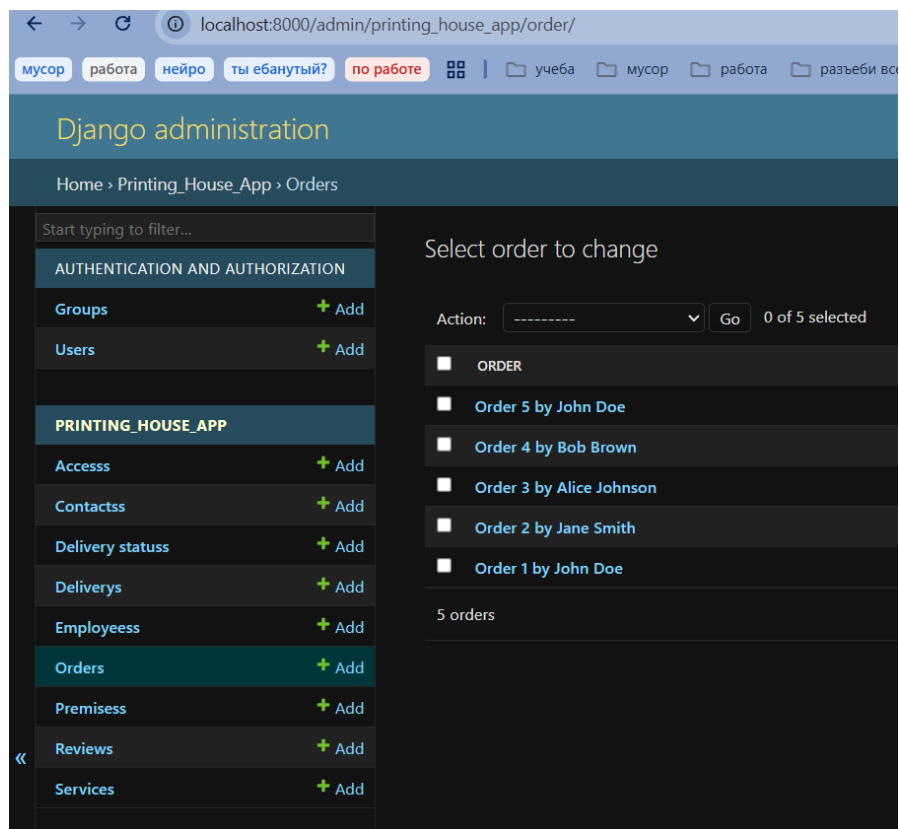 localhost:8000/admin/printing_house_app/order/
мусор работа нейро ты ебанутый? по работе учеба мусор работа разъеби все
Django administration
Home › Printing_House_App › Orders
Start typing to filter...
AUTHENTICATION AND AUTHORIZATION
Groups + Add
Users + Add
PRINTING_HOUSE_APP
Accesss + Add
Contactss + Add
Delivery statuss + Add
Deliverys + Add
Employeess + Add
Orders + Add
Premisess + Add
Reviews + Add
Services + Add
«
Select order to change
Action: --------- Go 0 of 5 selected
ORDER
Order 5 by John Doe
Order 4 by Bob Brown
Order 3 by Alice Johnson
Order 2 by Jane Smith
Order 1 by John Doe
5 orders